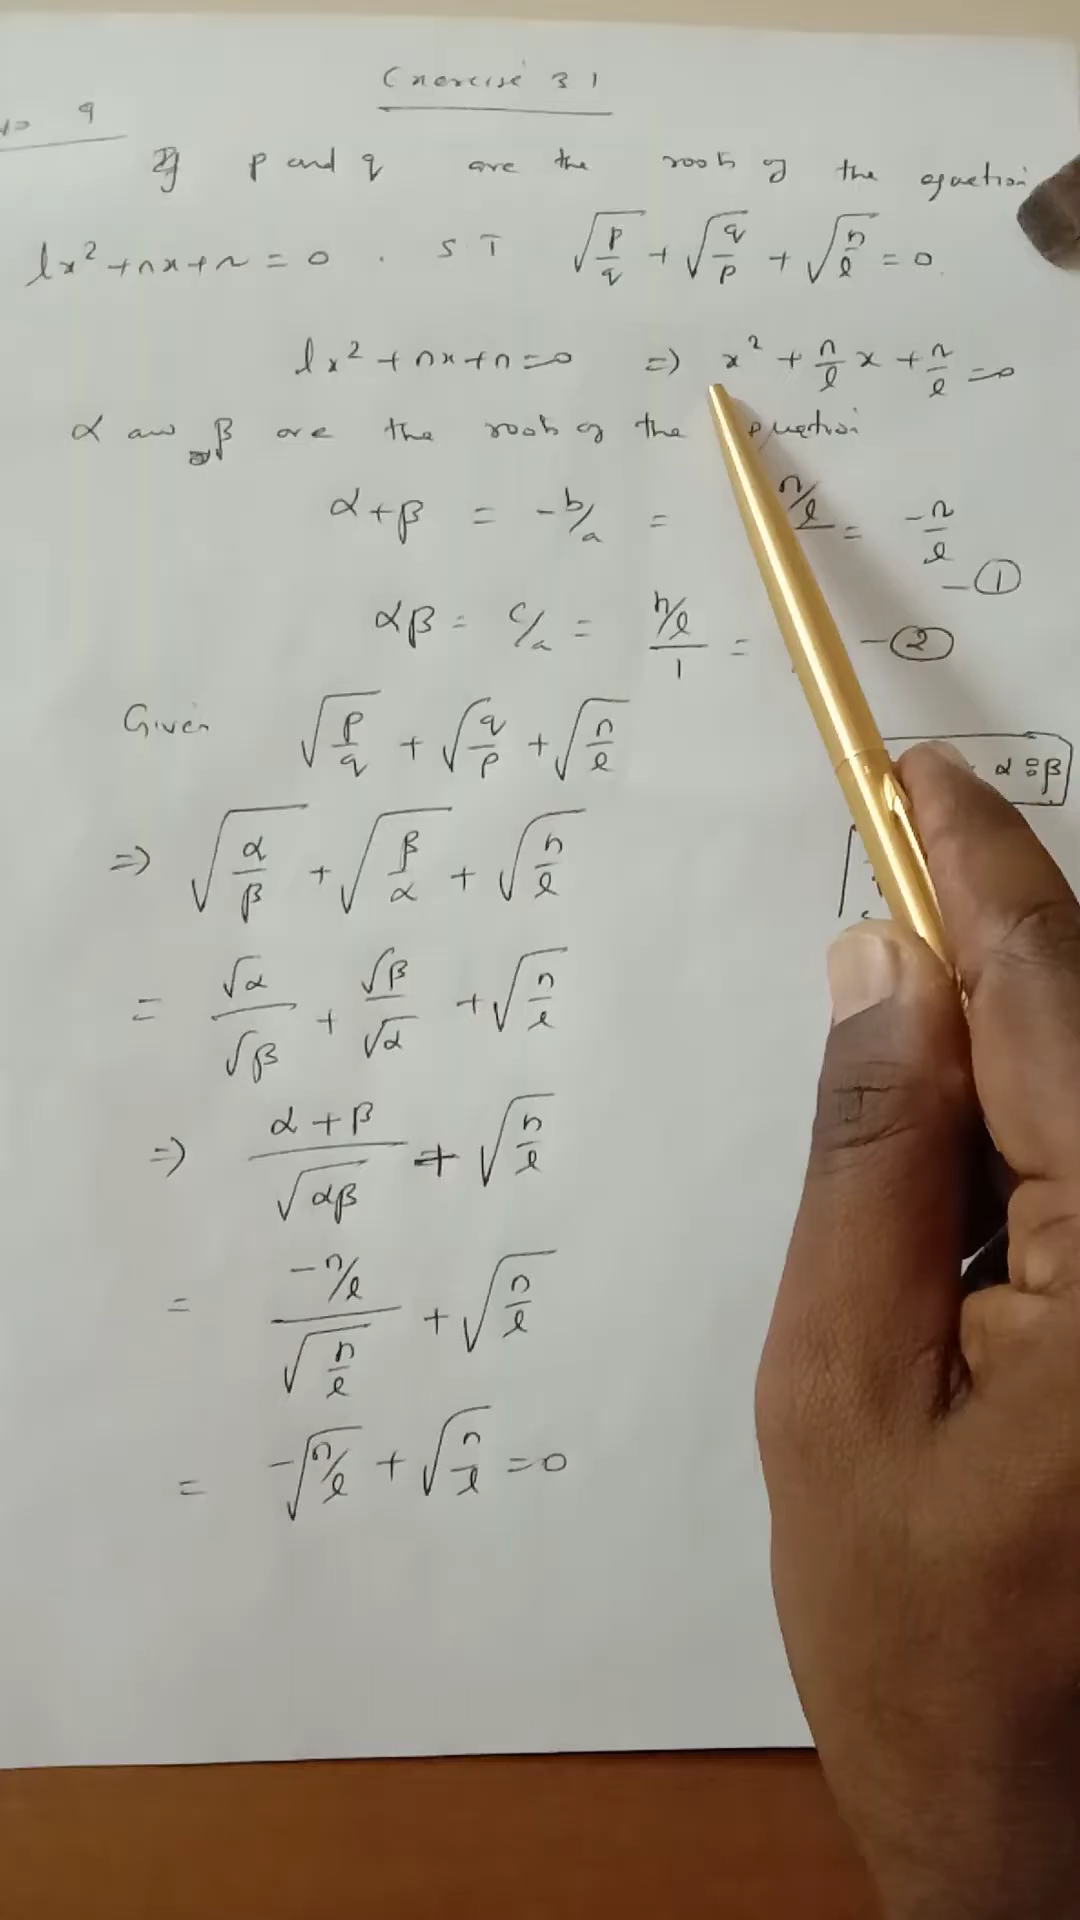 Exercise 3 1
9
If p and q are the roots of the equation
lx² + nx + n = 0 . S T √(p/q) + √(q/p) + √(n/l) = 0.
lx² + nx + n = 0 ⇒ x² + n/l x + n/l = 0
α and β are the roots of the equation
α + β = -b/a = n/l = -n/l - ①
αβ = c/a = (n/l)/1 = - ②
Given √(p/q) + √(q/p) + √(n/l)
α : β
⇒ √(α/β) + √(β/α) + √(n/l)
= √α/√β + √β/√α + √(n/l)
⇒ (α + β)/√(αβ) + √(n/l)
= (-n/l)/√(n/l) + √(n/l)
= -√(n/l) + √(n/l) = 0